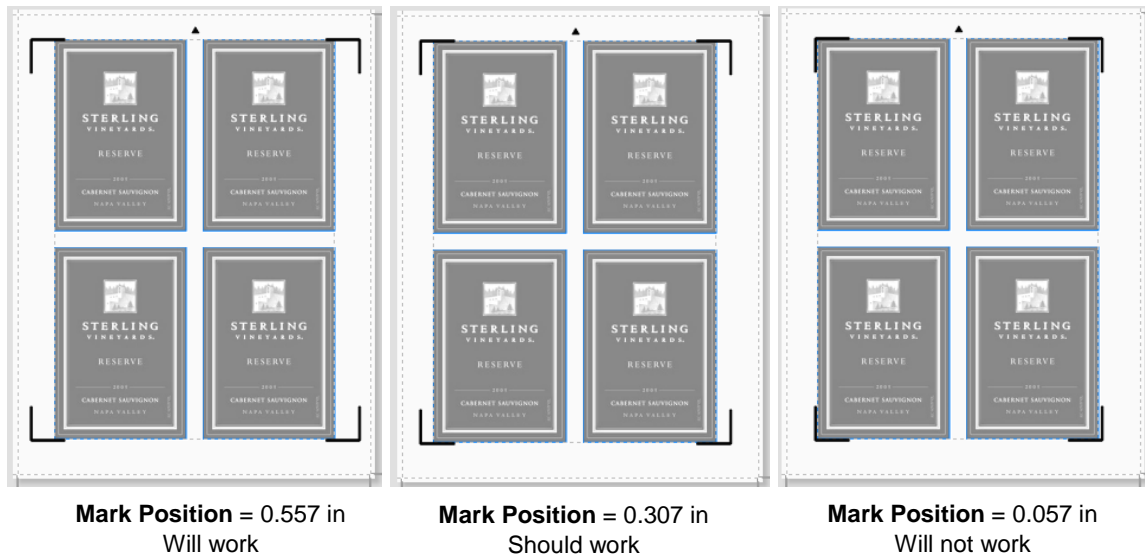 STERLING
VINEYARDS.
RESERVE
CABERNET SAUVIGNON
NAPA VALLEY
STERLING
VINEYARDS.
RESERVE
CABERNET SAUVIGNON
NAPA VALLEY
STERLING
VINEYARDS.
RESERVE
CABERNET SAUVIGNON
NAPA VALLEY
STERLING
VINEYARDS.
RESERVE
CABERNET SAUVIGNON
NAPA VALLEY
Mark Position = 0.557 in
Will work
STERLING
VINEYARDS.
RESERVE
CABERNET SAUVIGNON
NAPA VALLEY
STERLING
VINEYARDS.
RESERVE
CABERNET SAUVIGNON
NAPA VALLEY
STERLING
VINEYARDS.
RESERVE
CABERNET SAUVIGNON
NAPA VALLEY
STERLING
VINEYARDS.
RESERVE
CABERNET SAUVIGNON
NAPA VALLEY
Mark Position = 0.307 in
Should work
STERLING
VINEYARDS.
RESERVE
CABERNET SAUVIGNON
NAPA VALLEY
STERLING
VINEYARDS.
RESERVE
CABERNET SAUVIGNON
NAPA VALLEY
STERLING
VINEYARDS.
RESERVE
CABERNET SAUVIGNON
NAPA VALLEY
STERLING
VINEYARDS.
RESERVE
CABERNET SAUVIGNON
NAPA VALLEY
Mark Position = 0.057 in
Will not work